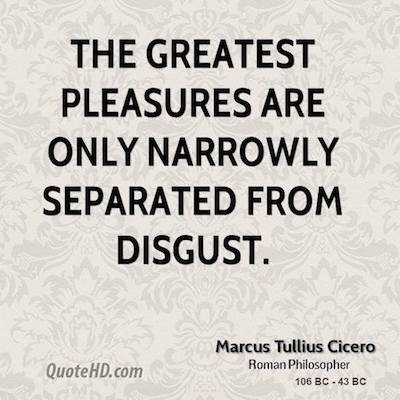 THE GREATEST
PLEASURES ARE
ONLY NARROWLY
SEPARATED FROM
DISGUST.
Marcus Tullius Cicero
Roman Philosopher
106 BC - 43 BC
QuoteHD.com